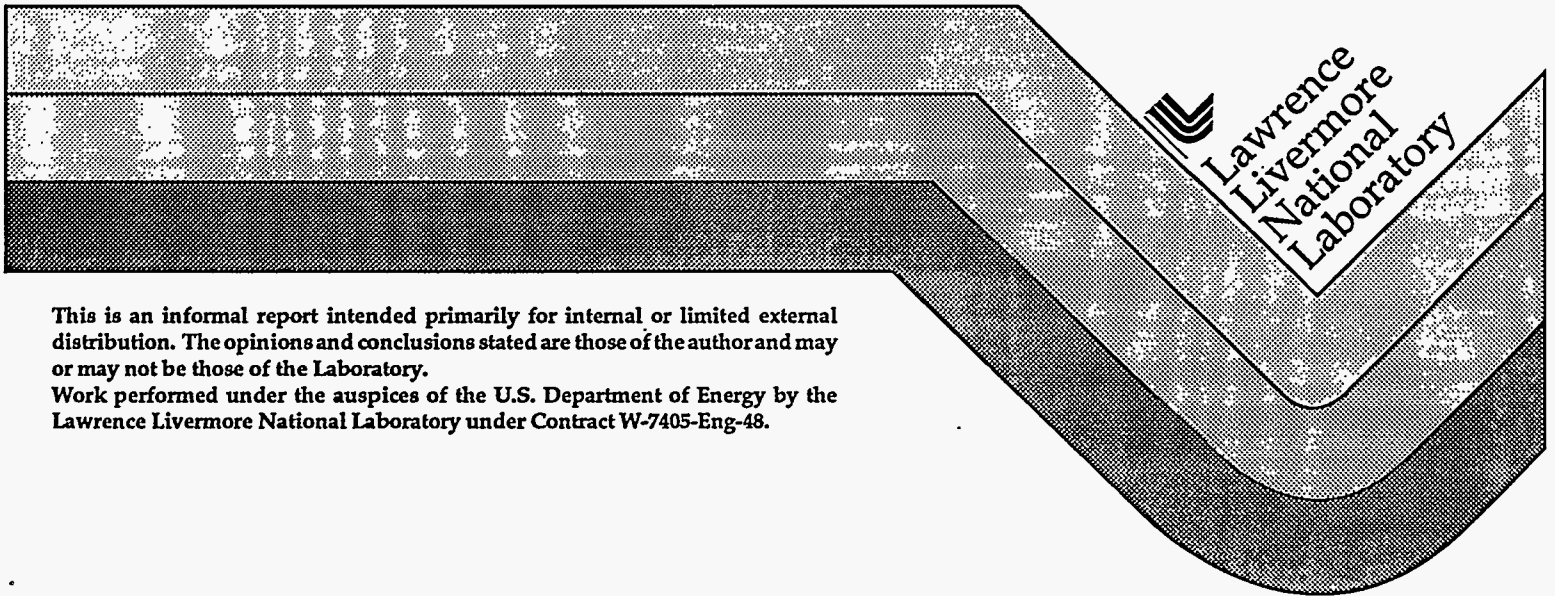 Lawrence
Livermore
National
Laboratory
This is an informal report intended primarily for internal or limited external
distribution. The opinions and conclusions stated are those of the author and may
or may not be those of the Laboratory.
Work performed under the auspices of the U.S. Department of Energy by the
Lawrence Livermore National Laboratory under Contract W-7405-Eng-48.